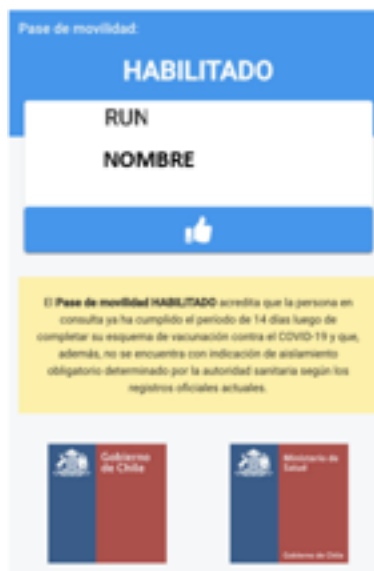 Pase de movilidad:
HABILITADO
RUN
NOMBRE
El Pase de movilidad HABILITADO acredita que la persona en
consulta ya ha cumplido el periodo de 14 días luego de
completar su esquema de vacunación contra el COVID-19 y que,
además, no se encuentra con indicación de aislamiento
obligatorio determinado por la autoridad sanitaria según los
registros oficiales actuales.
Gobierno
de Chile
Ministerio de
Salud
Gobierno de Chile